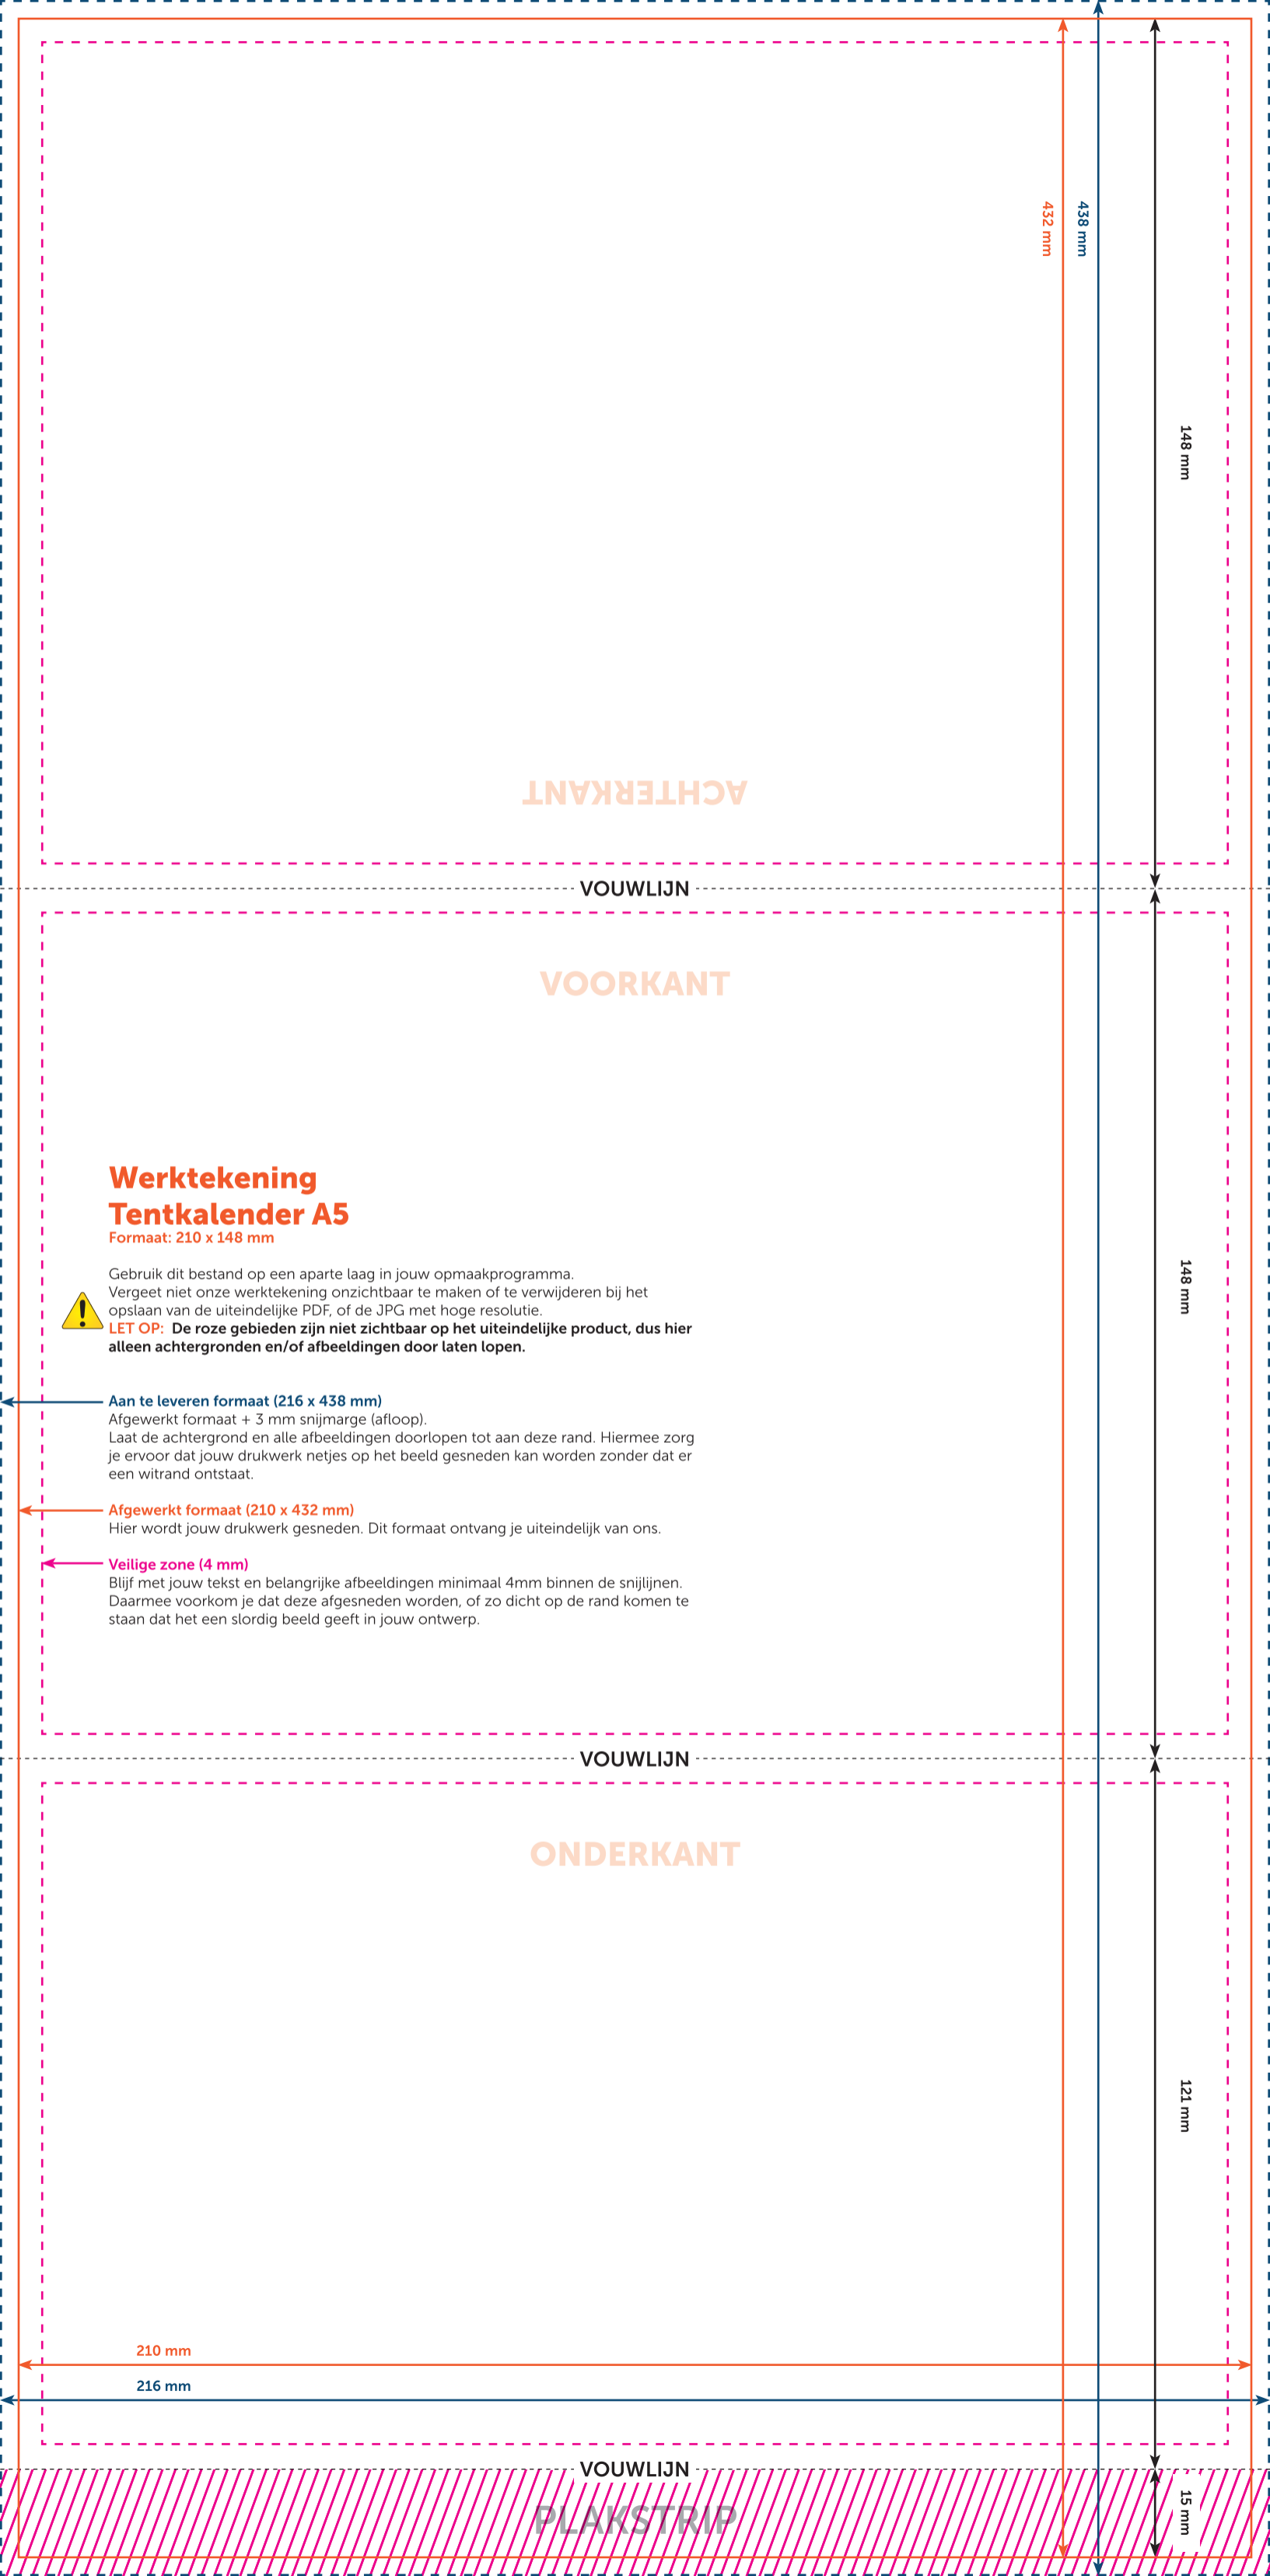 432 mm
438 mm
148 mm
ACHTERKANT
VOUWLIJN
VOORKANT
Werktekening
Tentkalender A5
Formaat: 210 x 148 mm
Gebruik dit bestand op een aparte laag in jouw opmaakprogramma.
Vergeet niet onze werktekening onzichtbaar te maken of te verwijderen bij het
opslaan van de uiteindelijke PDF, of de JPG met hoge resolutie.
LET OP: De roze gebieden zijn niet zichtbaar op het uiteindelijke product, dus hier
alleen achtergronden en/of afbeeldingen door laten lopen.
148 mm
Aan te leveren formaat (216 x 438 mm)
Afgewerkt formaat + 3 mm snijmarge (afloop).
Laat de achtergrond en alle afbeeldingen doorlopen tot aan deze rand. Hiermee zorg
je ervoor dat jouw drukwerk netjes op het beeld gesneden kan worden zonder dat er
een witrand ontstaat.
Afgewerkt formaat (210 x 432 mm)
Hier wordt jouw drukwerk gesneden. Dit formaat ontvang je uiteindelijk van ons.
Veilige zone (4 mm)
Blijf met jouw tekst en belangrijke afbeeldingen minimaal 4mm binnen de snijlijnen.
Daarmee voorkom je dat deze afgesneden worden, of zo dicht op de rand komen te
staan dat het een slordig beeld geeft in jouw ontwerp.
VOUWLIJN
ONDERKANT
121 mm
210 mm
216 mm
VOUWLIJN
PLAKSTRIP
15 mm